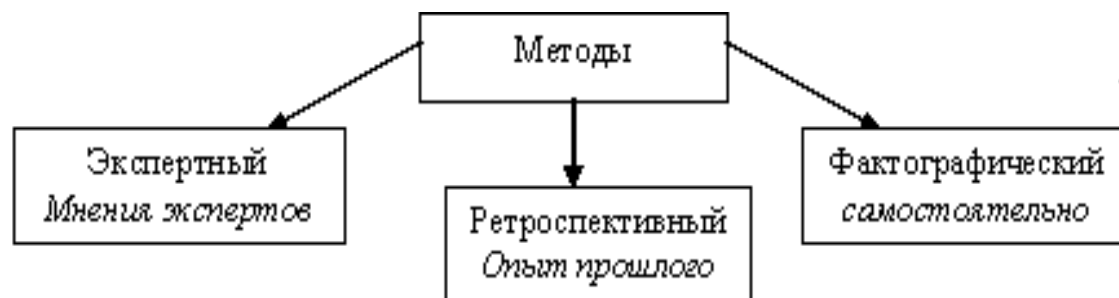 Методы
Экспертный
Мнения экспертов
Ретроспективный
Опыт прошлого
Фактографический
самостоятельно